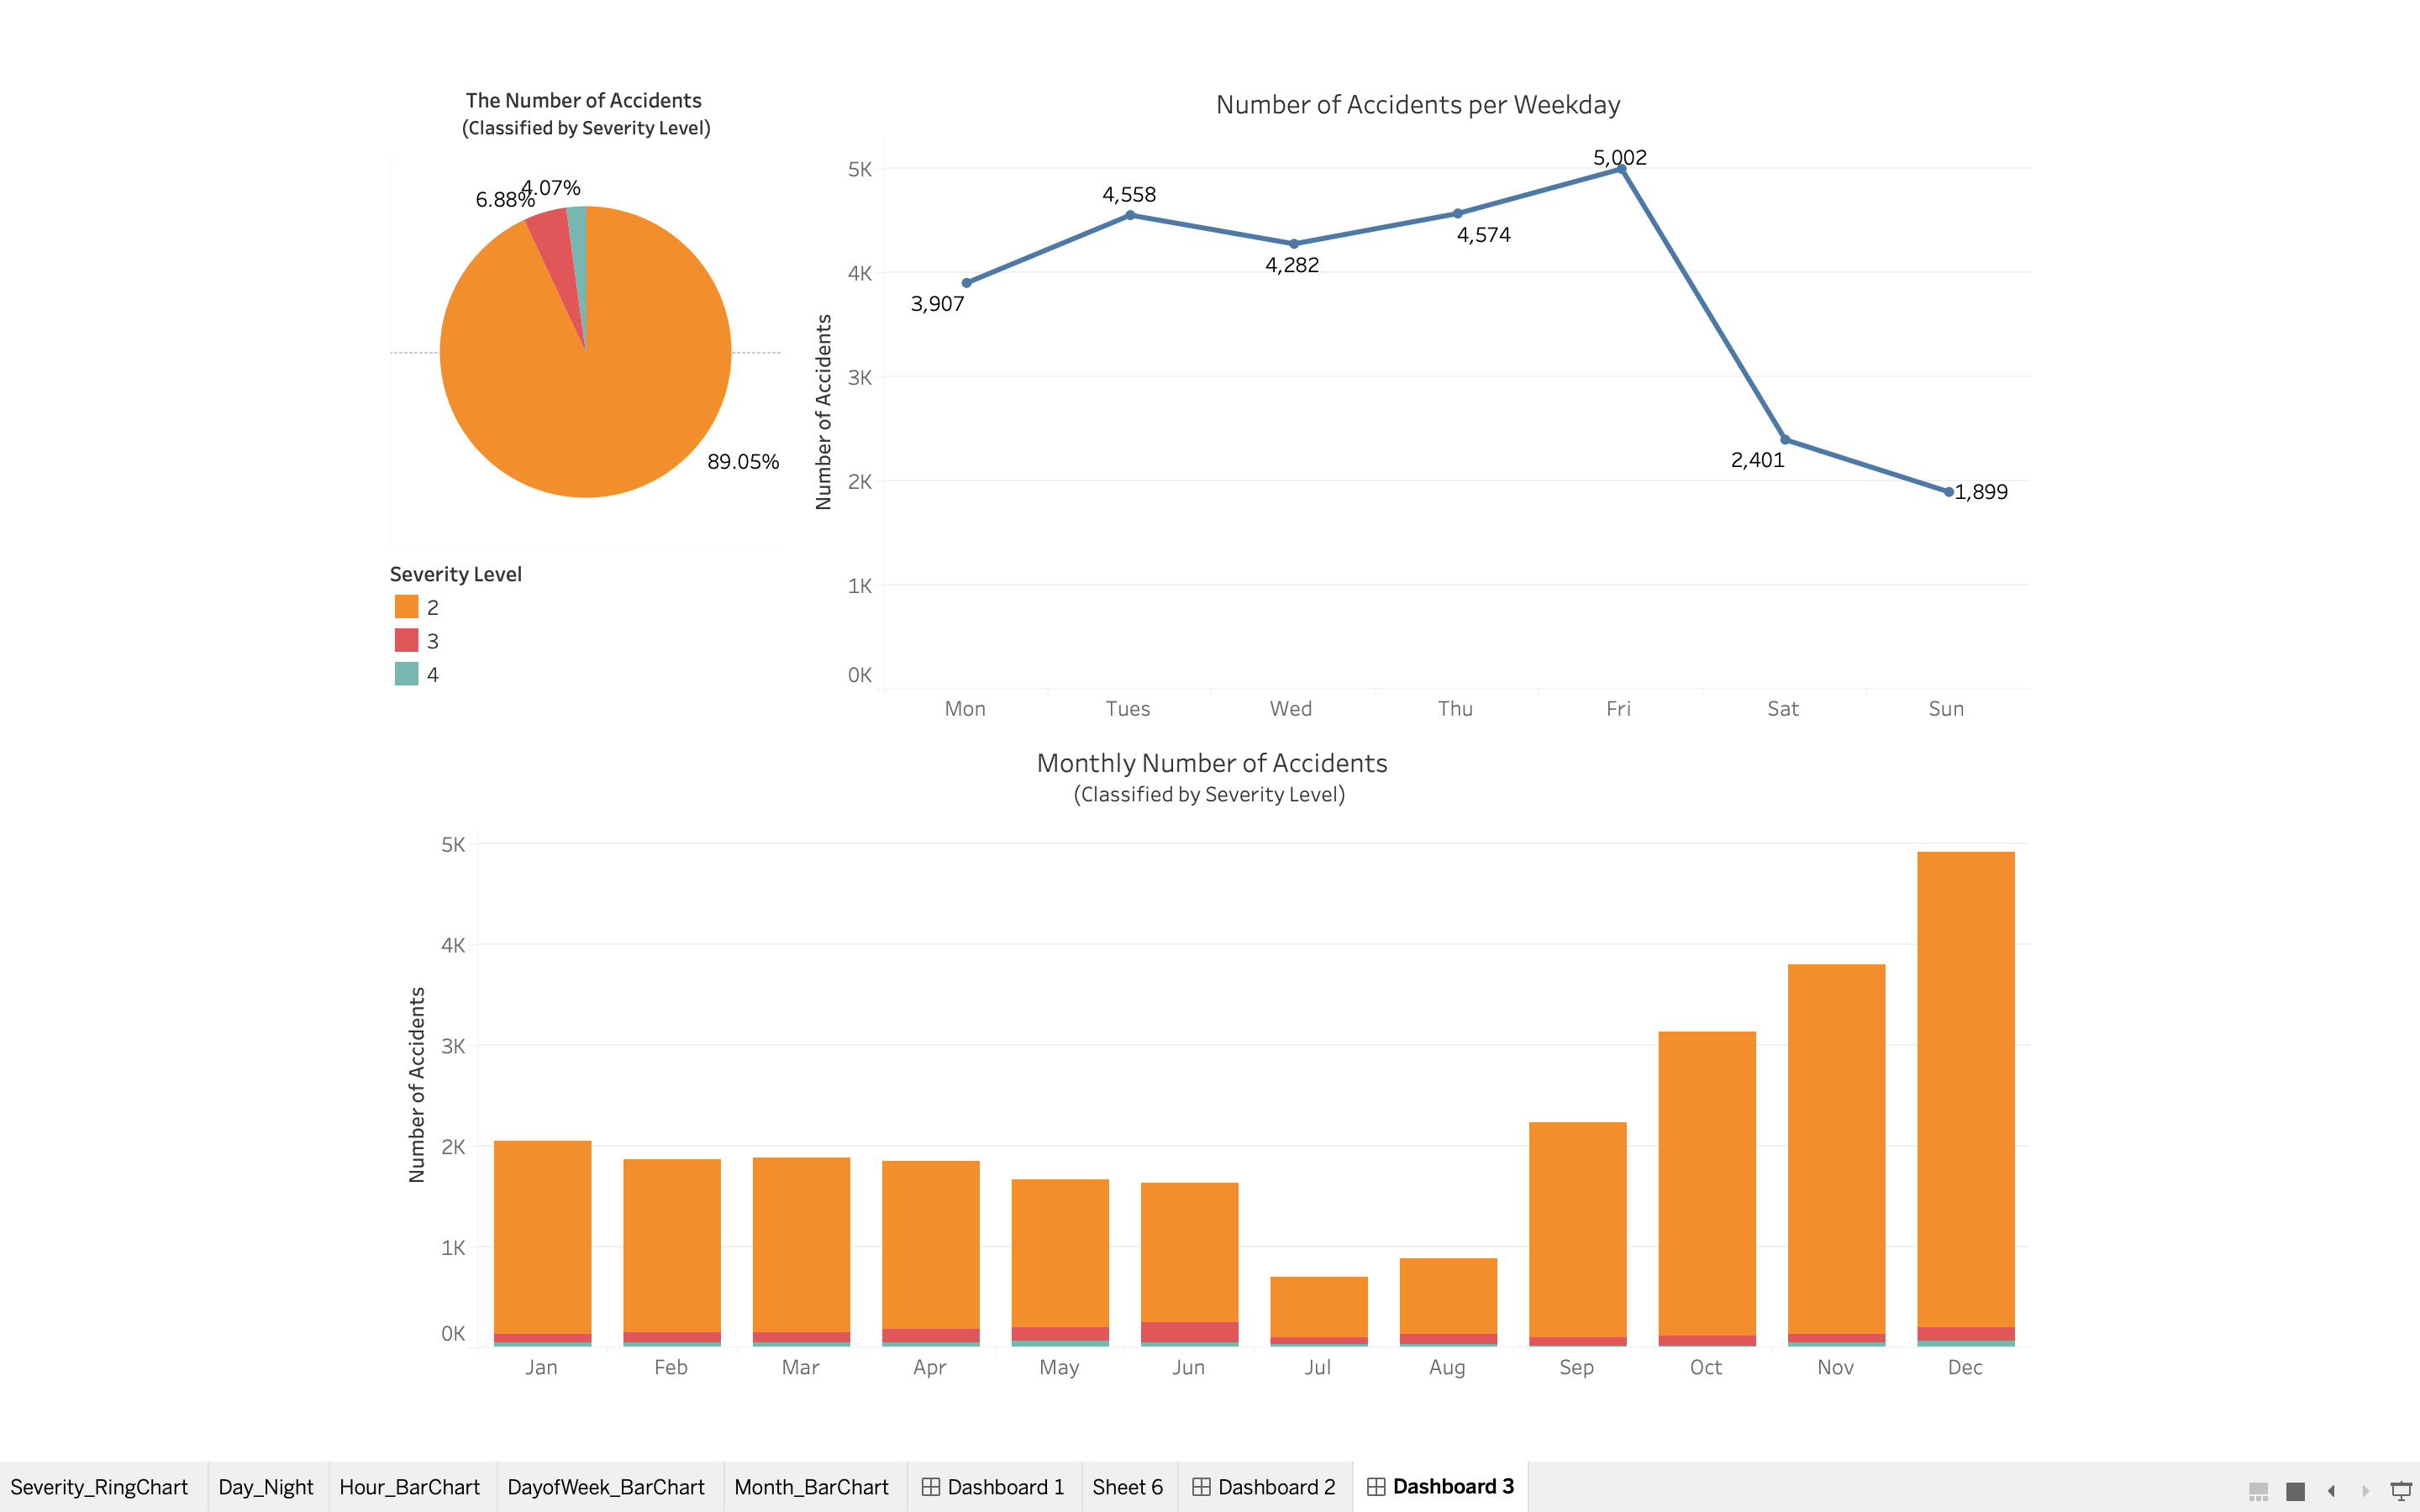 The Number of Accidents
(Classified by Severity Level)
6.88%
4.07%
89.05%
Severity Level
2
3
4
Number of Accidents per Weekday
Number of Accidents
5K
4K
3K
2K
1K
0K
3,907
4,558
4,282
4,574
5,002
2,401
1,899
Mon
Tues
Wed
Thu
Fri
Sat
Sun
Monthly Number of Accidents
(Classified by Severity Level)
Number of Accidents
5K
4K
3K
2K
1K
0K
Jan
Feb
Mar
Apr
May
Jun
Jul
Aug
Sep
Oct
Nov
Dec
Severity_RingChart
Day_Night
Hour_BarChart
DayofWeek_BarChart
Month_BarChart
Dashboard 1
Sheet 6
Dashboard 2
Dashboard 3